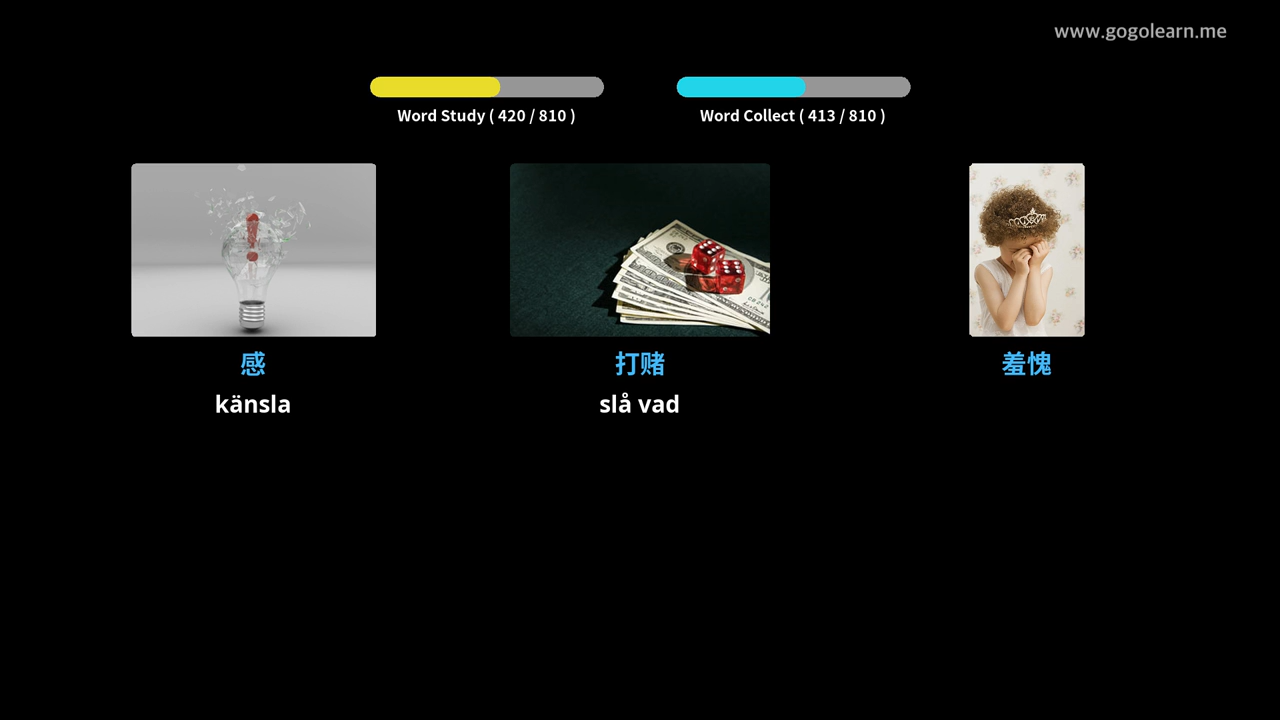 www.gogolearn.me
Word Study ( 420 / 810 )
Word Collect ( 413 / 810 )
感
打赌
羞愧
känsla
slå vad